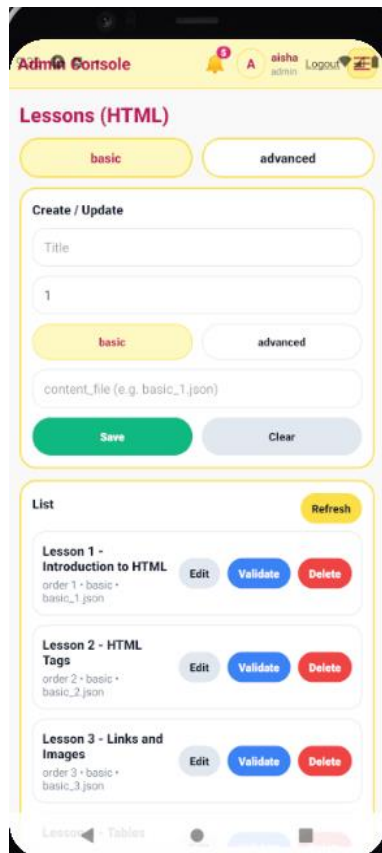 Admin Console
5
A
aisha
admin
Logout
Lessons (HTML)
basic
advanced
Create / Update
Title
1
basic
advanced
content_file (e.g. basic_1.json)
Save
Clear
List
Refresh
Lesson 1 -
Introduction to HTML
order 1 • basic •
basic_1.json
Edit
Validate
Delete
Lesson 2 - HTML
Tags
order 2 • basic •
basic_2.json
Edit
Validate
Delete
Lesson 3 - Links and
Images
order 3 • basic •
basic_3.json
Edit
Validate
Delete
Lesson - Tables